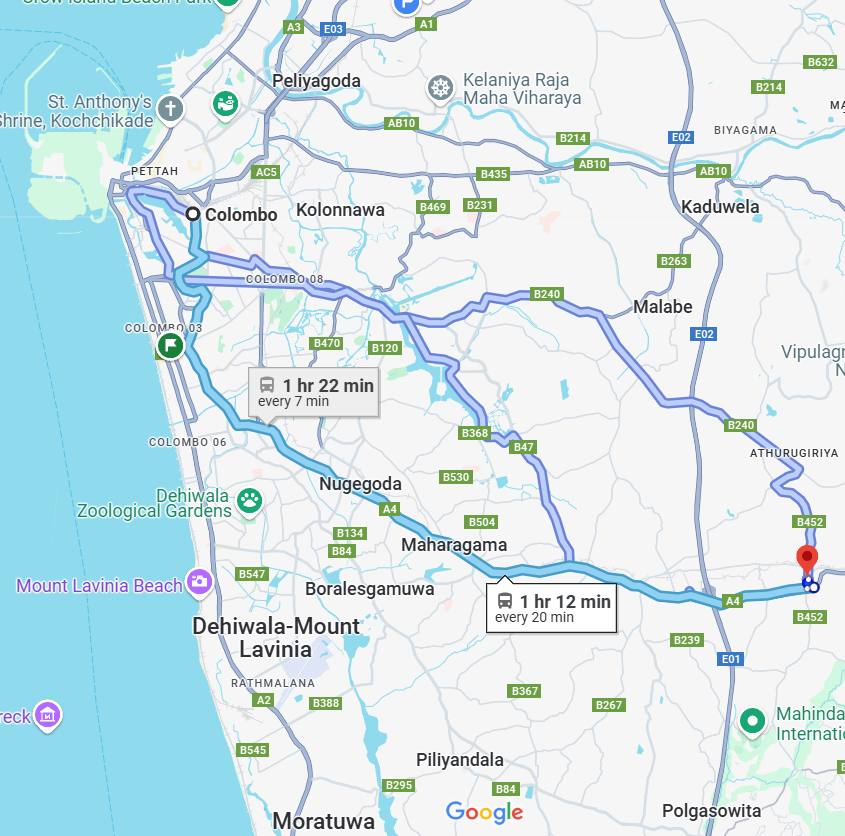 Crow Island Beach Park
A3
E03
A1
P
B632
Peliyagoda
Kelaniya Raja
Maha Viharaya
B214
St. Anthony's
Shrine, Kochchikade
MA
AB10
B214
E02
BIYAGAMA
PETTAH
AC5
B435
AB10
AB10
Colombo
Kolonnawa
B469
B231
Kaduwela
B263
COLOMBO 08
B240
Malabe
COLOMBO 03
E02
B470
B120
Vipulagr
N
1 hr 22 min
every 7 min
B240
COLOMBO 06
B368
B47
ATHURUGIRIYA
B530
Nugegoda
Dehiwala
Zoological Gardens
A4
B504
B452
B134
B84
Maharagama
B547
Mount Lavinia Beach
Boralesgamuwa
1 hr 12 min
every 20 min
A4
B452
Dehiwala-Mount
Lavinia
B239
E01
RATHMALANA
A2
B388
B367
B267
reck
Mahinda
Internatio
B545
Piliyandala
B295
B84
Google
Polgasowita
Moratuwa